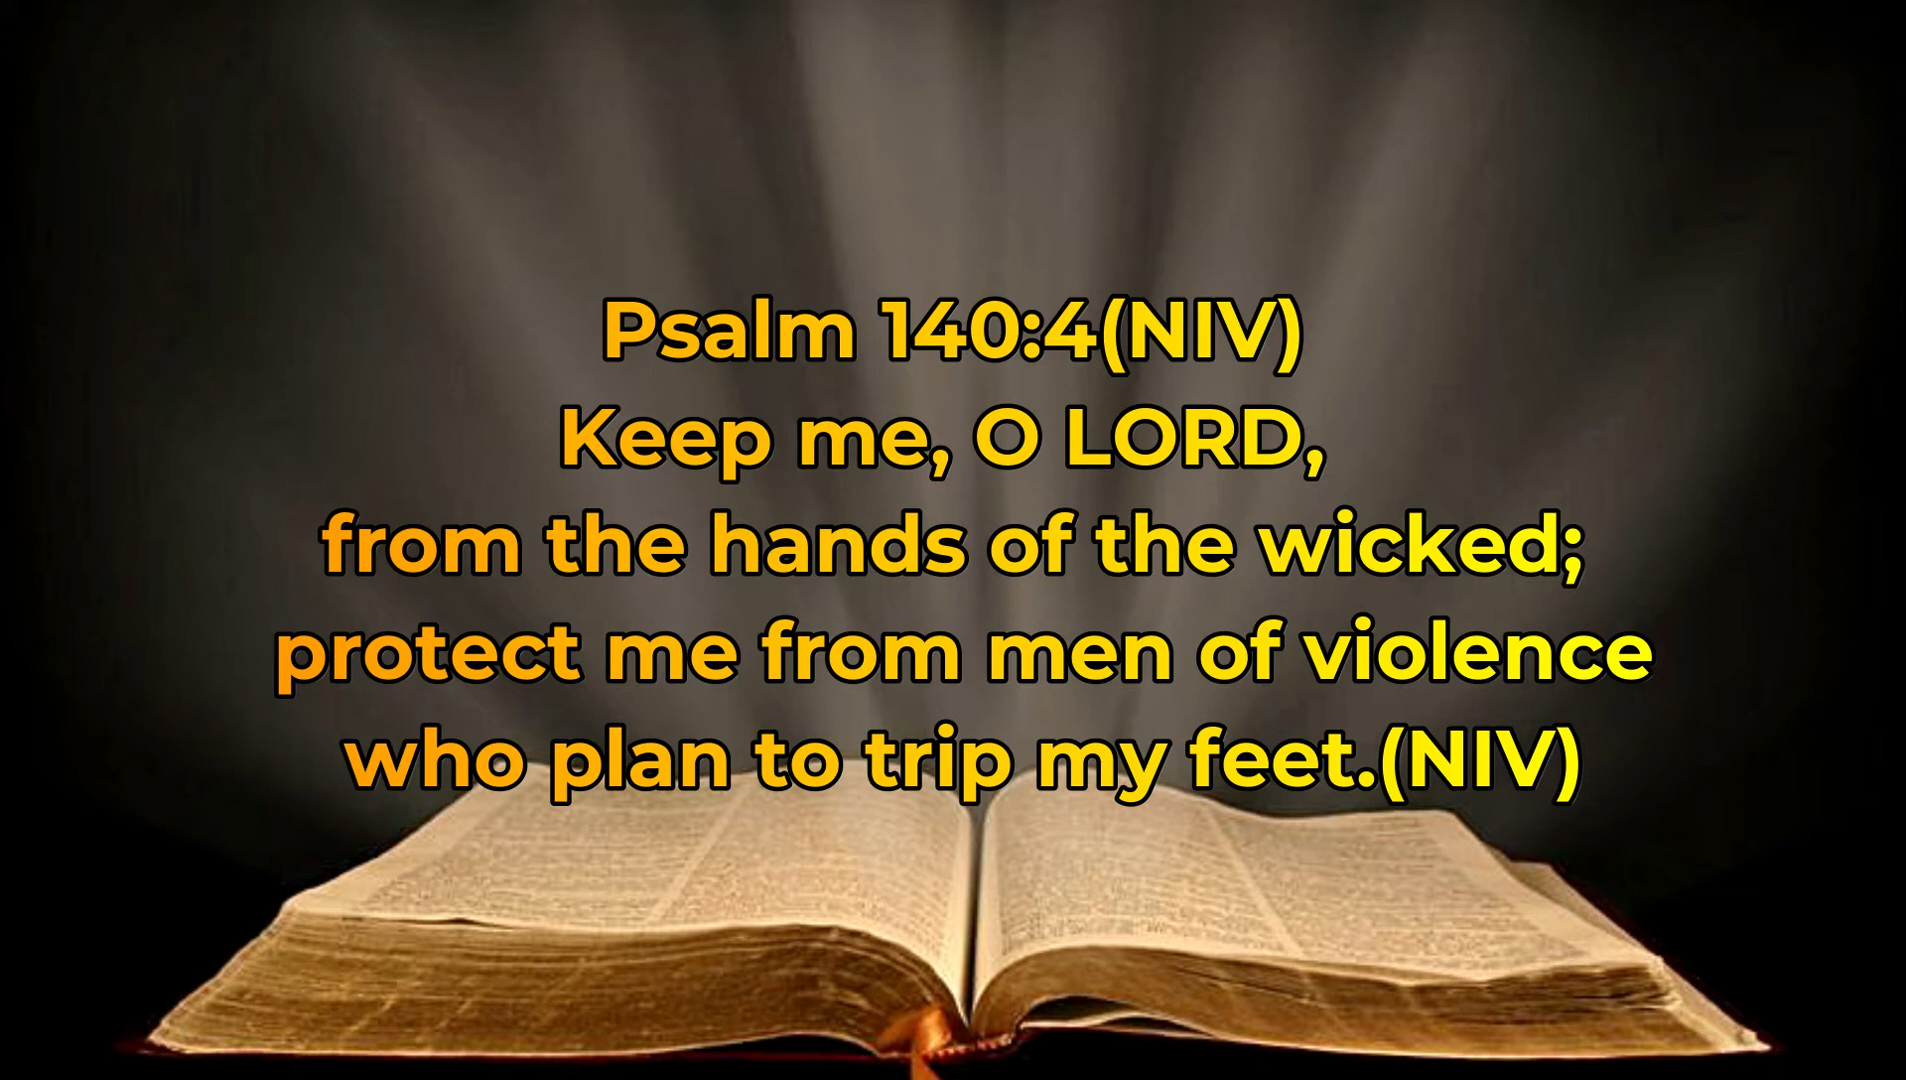 Psalm 140:4(NIV)
Keep me, O LORD,
from the hands of the wicked;
protect me from men of violence
who plan to trip my feet.(NIV)